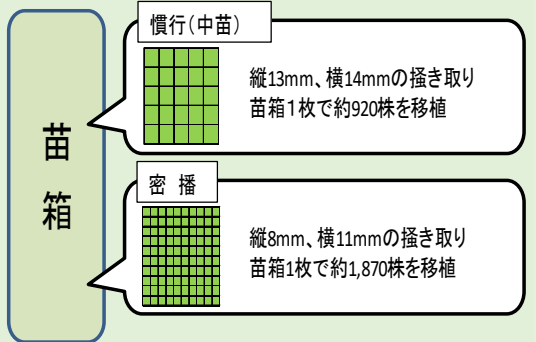 苗箱
慣行(中苗)
縦13mm、横14mmの掻き取り
苗箱1枚で約920株を移植
密 播
縦8mm、横11mmの掻き取り
苗箱1枚で約1,870株を移植